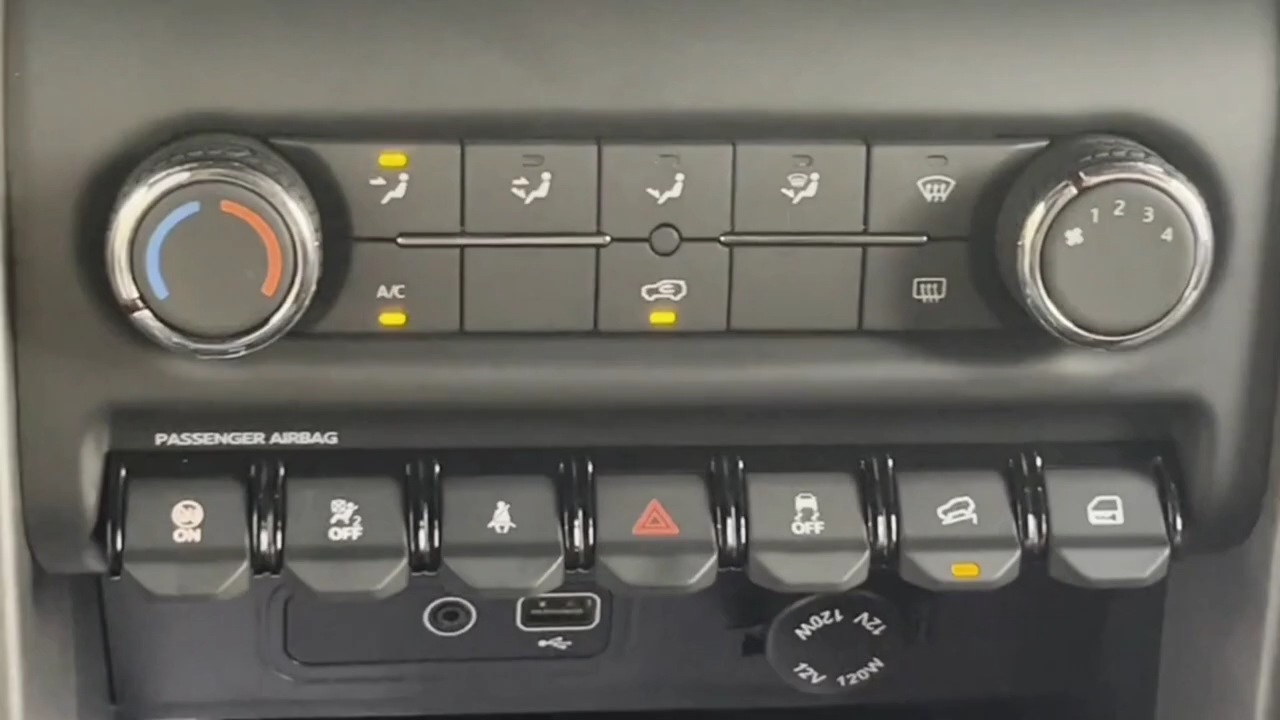 1 2 3 4
A/C
PASSENGER AIRBAG
ON
2
OFF
OFF
120W 12V
12V 120W